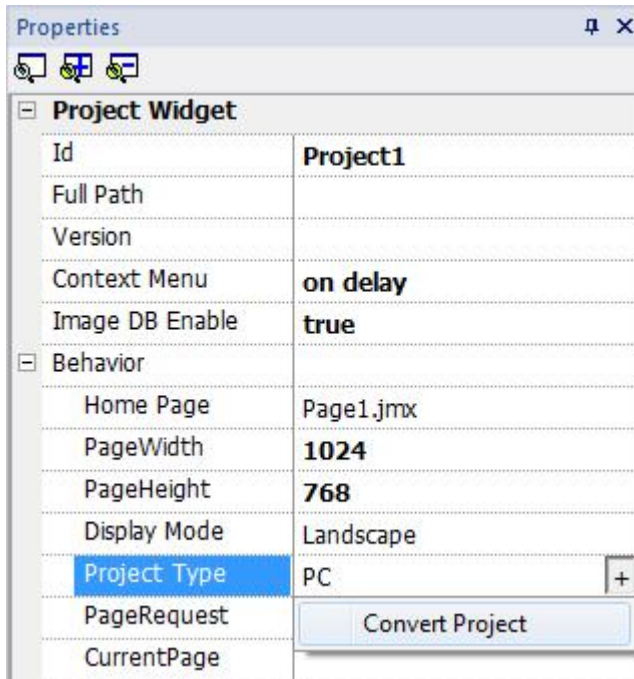 Properties
Project Widget
Id Project1
Full Path
Version
Context Menu on delay
Image DB Enable true
Behavior
Home Page Page1.jmx
PageWidth 1024
PageHeight 768
Display Mode Landscape
Project Type PC +
PageRequest Convert Project
CurrentPage